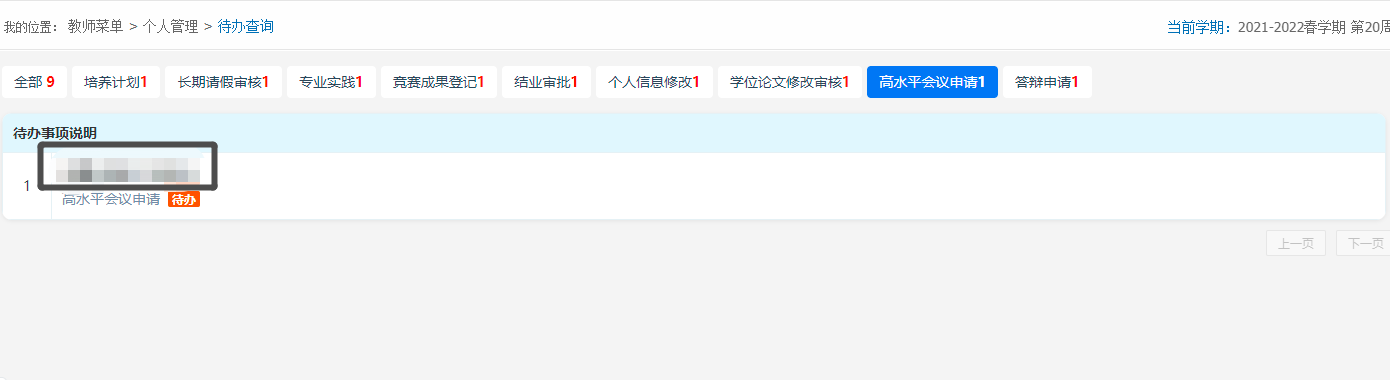 我的位置： 教师菜单 > 个人管理 > 待办查询
当前学期：2021-2022春学期 第20周
全部 9 培养计划1 长期请假审核1 专业实践1 竞赛成果登记1 结业审批1 个人信息修改1 学位论文修改审核1 高水平会议申请1 答辩申请1
待办事项说明
1
高水平会议申请 待办
上一页 下一页